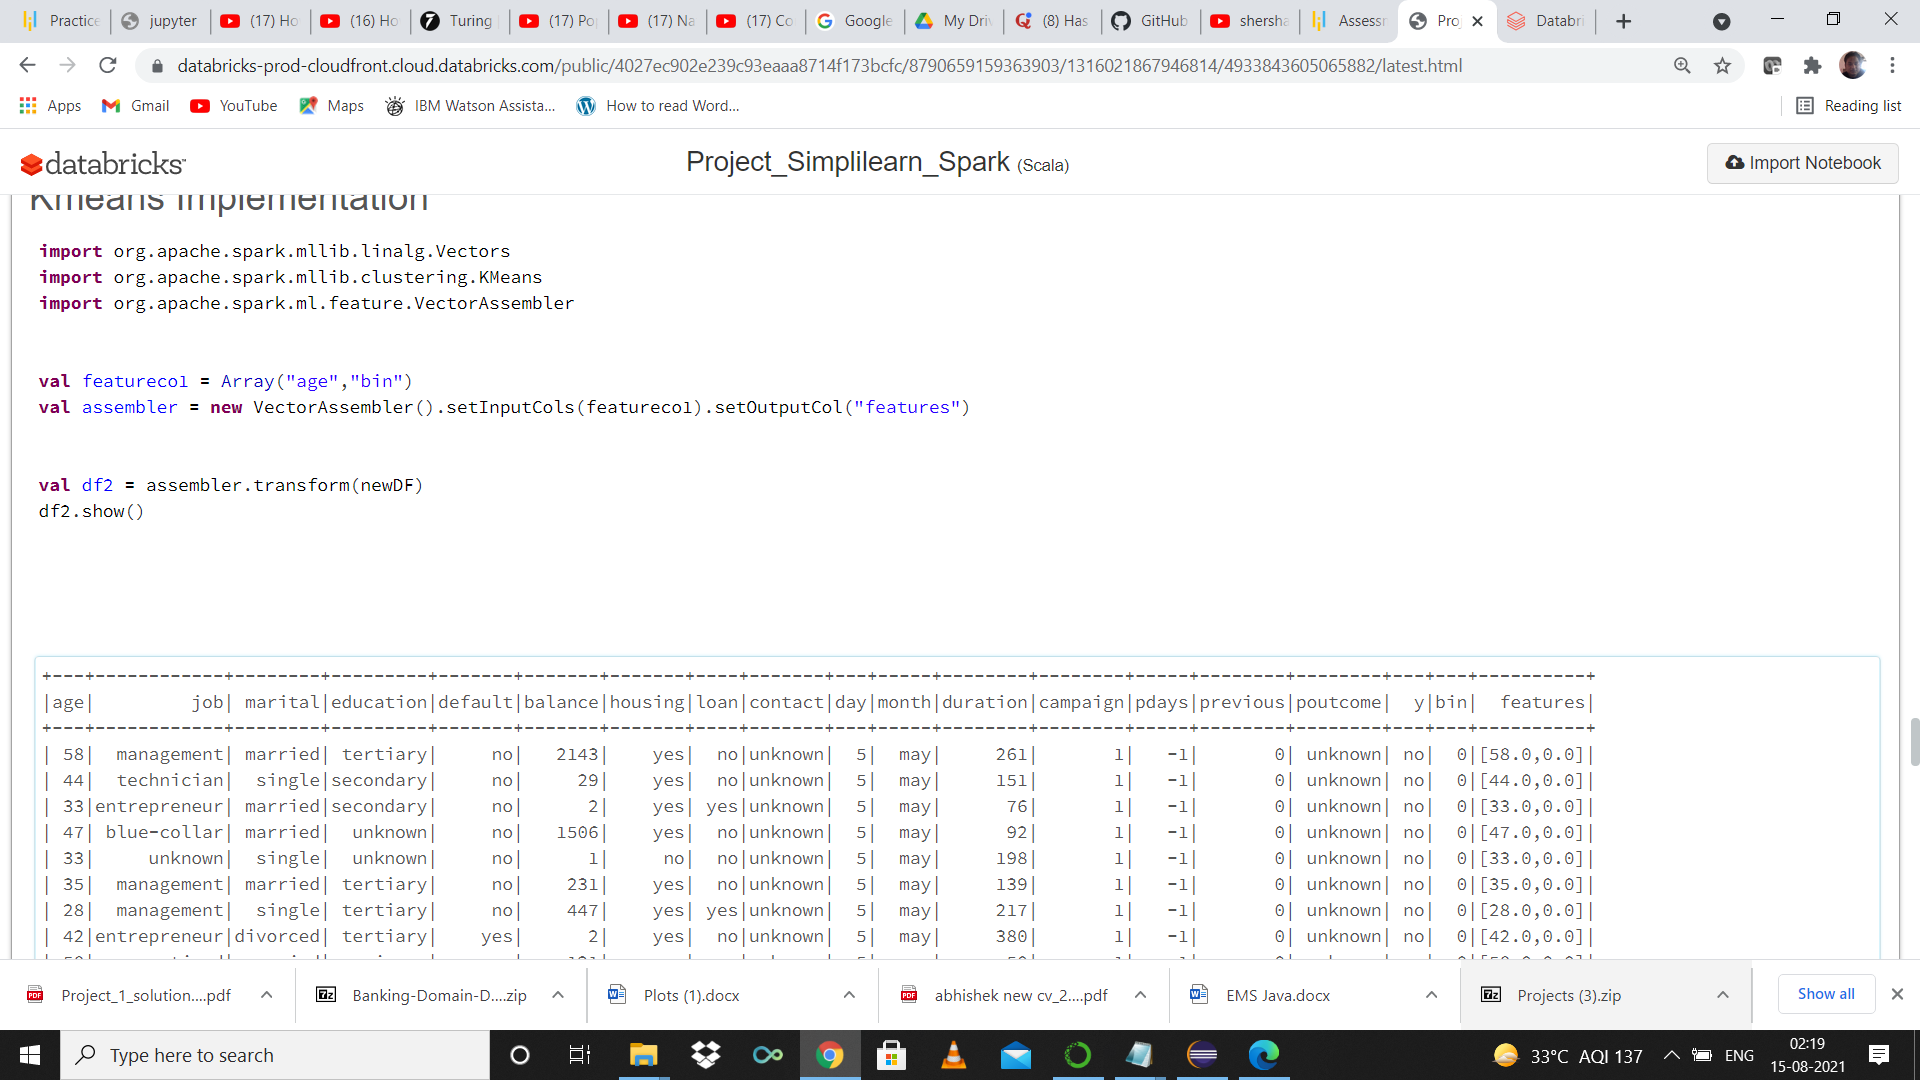 Practice jupyter (17) Ho (16) Ho Turing (17) Po (17) Na (17) Co Google My Driv (8) Has GitHub shersha Assessm Pro Databri
databricks-prod-cloudfront.cloud.databricks.com/public/4027ec902e239c93eaaa8714f173bcfc/8790659159363903/1316021867946814/4933843605065882/latest.html
Apps Gmail YouTube Maps IBM Watson Assista... How to read Word... Reading list
databricks Project_Simplilearn_Spark (Scala) Import Notebook
Kmeans Implementation
import org.apache.spark.mllib.linalg.Vectors
import org.apache.spark.mllib.clustering.KMeans
import org.apache.spark.ml.feature.VectorAssembler
val featurecol = Array("age","bin")
val assembler = new VectorAssembler().setInputCols(featurecol).setOutputCol("features")
val df2 = assembler.transform(newDF)
df2.show()
+---+------------+--------+---------+-------+-------+-------+----+-------+---+-----+--------+--------+-----+--------+--------+---+---+----------+
|age|         job| marital|education|default|balance|housing|loan|contact|day|month|duration|campaign|pdays|previous|poutcome|  y|bin|  features|
+---+------------+--------+---------+-------+-------+-------+----+-------+---+-----+--------+--------+-----+--------+--------+---+---+----------+
| 58|  management| married| tertiary|     no|   2143|    yes|  no|unknown|  5|  may|     261|       1|   -1|       0| unknown| no|  0|[58.0,0.0]|
| 44|  technician|  single|secondary|     no|     29|    yes|  no|unknown|  5|  may|     151|       1|   -1|       0| unknown| no|  0|[44.0,0.0]|
| 33|entrepreneur| married|secondary|     no|      2|    yes| yes|unknown|  5|  may|      76|       1|   -1|       0| unknown| no|  0|[33.0,0.0]|
| 47| blue-collar| married|  unknown|     no|   1506|    yes|  no|unknown|  5|  may|      92|       1|   -1|       0| unknown| no|  0|[47.0,0.0]|
| 33|     unknown|  single|  unknown|     no|      1|     no|  no|unknown|  5|  may|     198|       1|   -1|       0| unknown| no|  0|[33.0,0.0]|
| 35|  management| married| tertiary|     no|    231|    yes|  no|unknown|  5|  may|     139|       1|   -1|       0| unknown| no|  0|[35.0,0.0]|
| 28|  management|  single| tertiary|     no|    447|    yes| yes|unknown|  5|  may|     217|       1|   -1|       0| unknown| no|  0|[28.0,0.0]|
| 42|entrepreneur|divorced| tertiary|    yes|      2|    yes|  no|unknown|  5|  may|     380|       1|   -1|       0| unknown| no|  0|[42.0,0.0]|
Project_1_solution....pdf Banking-Domain-D....zip Plots (1).docx abhishek new cv_2....pdf EMS Java.docx Projects (3).zip Show all
Type here to search 33°C AQI 137 ENG 02:19
15-08-2021